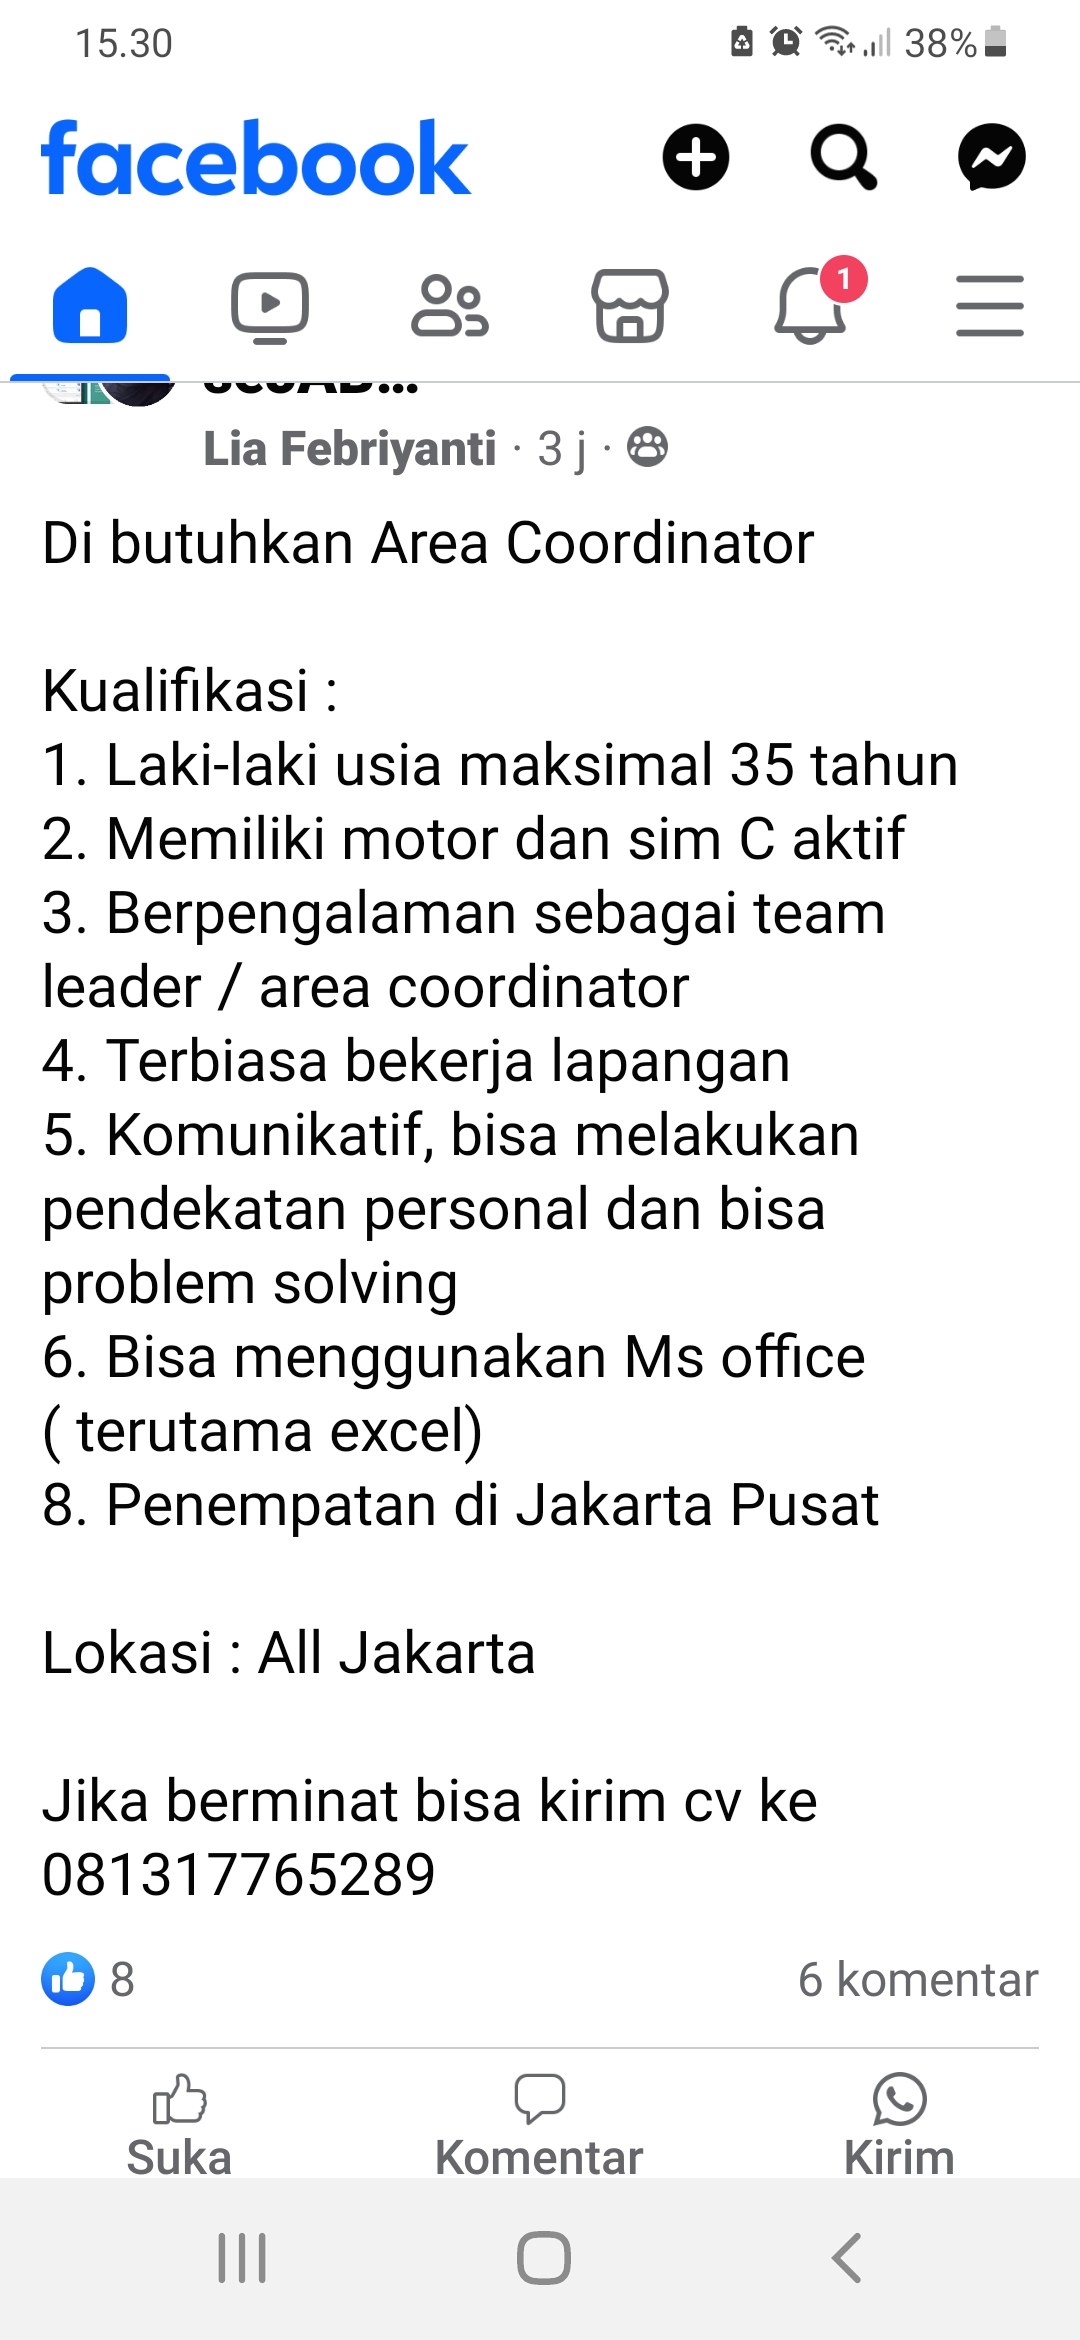 15.30
38%
facebook
1
Lia Febriyanti · 3 j ·
Di butuhkan Area Coordinator
Kualifikasi :
1. Laki-laki usia maksimal 35 tahun
2. Memiliki motor dan sim C aktif
3. Berpengalaman sebagai team
leader / area coordinator
4. Terbiasa bekerja lapangan
5. Komunikatif, bisa melakukan
pendekatan personal dan bisa
problem solving
6. Bisa menggunakan Ms office
( terutama excel)
8. Penempatan di Jakarta Pusat
Lokasi : All Jakarta
Jika berminat bisa kirim cv ke
081317765289
8
6 komentar
Suka
Komentar
Kirim